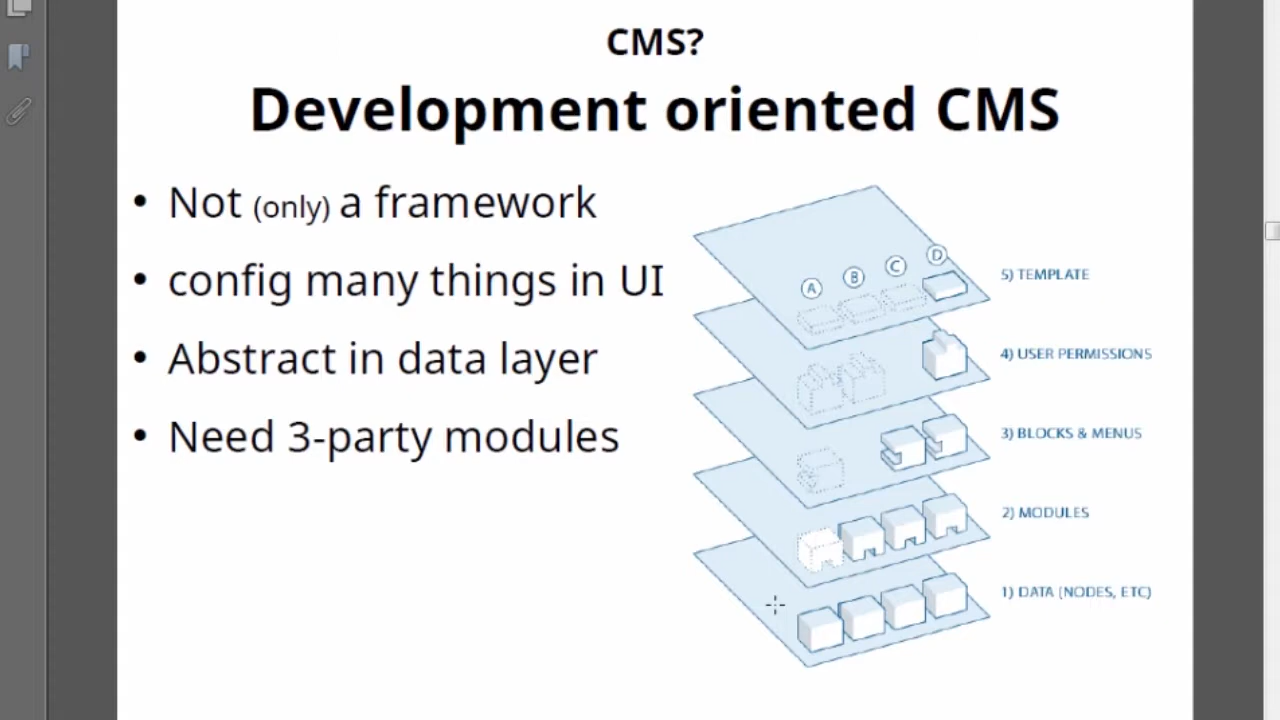 CMS?
Development oriented CMS
• Not (only) a framework
• config many things in UI
• Abstract in data layer
• Need 3-party modules
A
B
C
D
5) TEMPLATE
4) USER PERMISSIONS
3) BLOCKS & MENUS
2) MODULES
1) DATA (NODES, ETC)